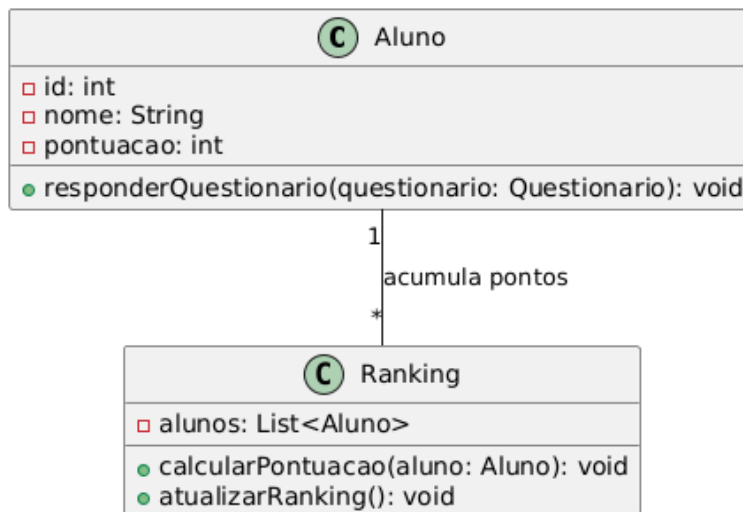 C Aluno
id: int
nome: String
pontuacao: int
responderQuestionario(questionario: Questionario): void
1
acumula pontos
*
C Ranking
alunos: List<Aluno>
calcularPontuacao(aluno: Aluno): void
atualizarRanking(): void